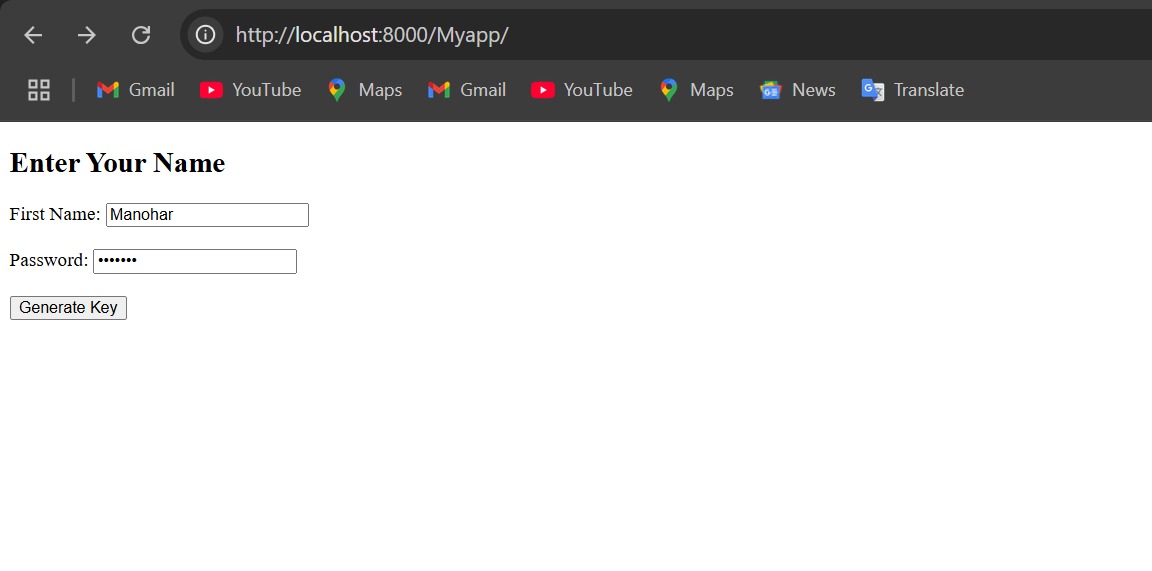 http://localhost:8000/Myapp/
Gmail YouTube Maps Gmail YouTube Maps News Translate
Enter Your Name
First Name: Manohar
Password: •••••••
Generate Key